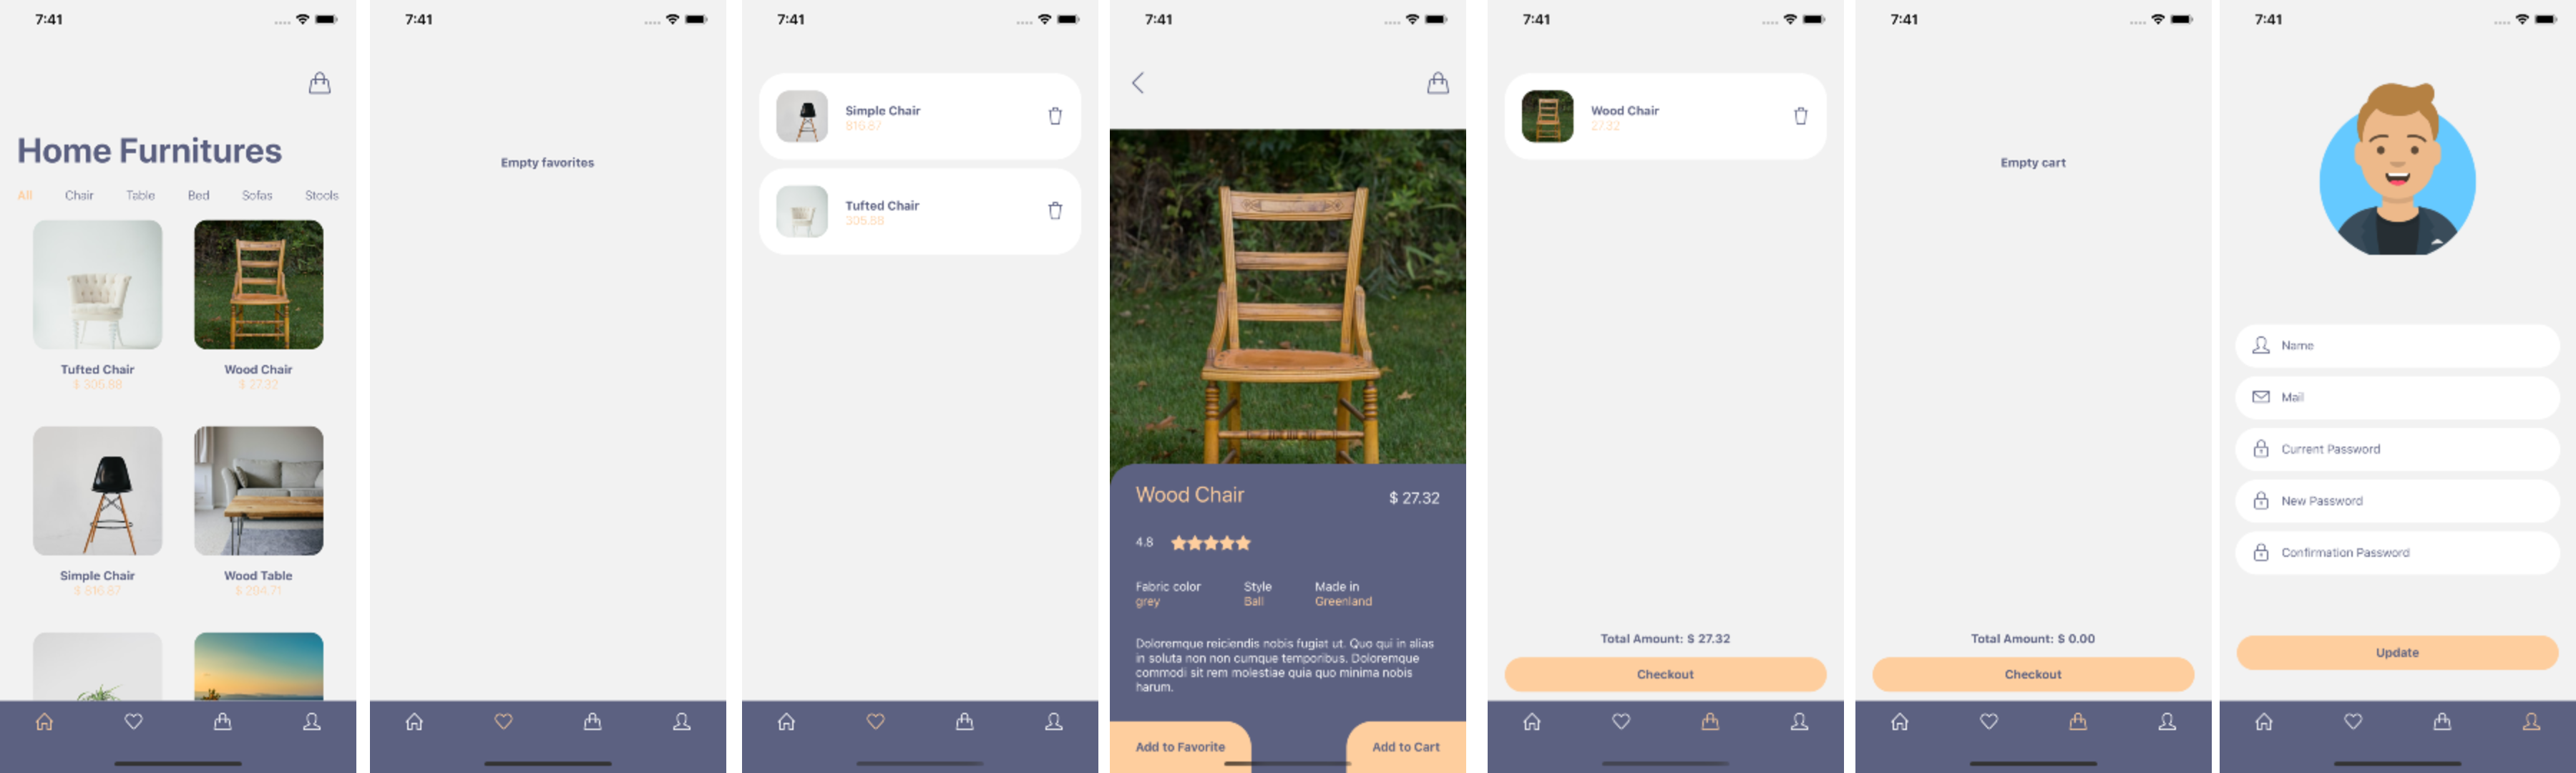 7:41
Home Furnitures
All Chair Table Bed Sofas Stools
Tufted Chair Wood Chair
$ 305.88 $ 27.32
Simple Chair Wood Table
$ 816.87 $ 294.71
7:41
Empty favorites
7:41
Simple Chair
816.87
Tufted Chair
305.88
7:41
Wood Chair $ 27.32
4.8
Fabric color Style Made in
grey Ball Greenland
Doloremque reiciendis nobis fugiat ut. Quo qui in alias
in soluta non non cumque temporibus. Doloremque
commodi sit rem molestiae quia quo minima nobis
harum.
Add to Favorite Add to Cart
7:41
Wood Chair
27.32
Total Amount: $ 27.32
Checkout
7:41
Empty cart
Total Amount: $ 0.00
Checkout
7:41
Name
Mail
Current Password
New Password
Confirmation Password
Update